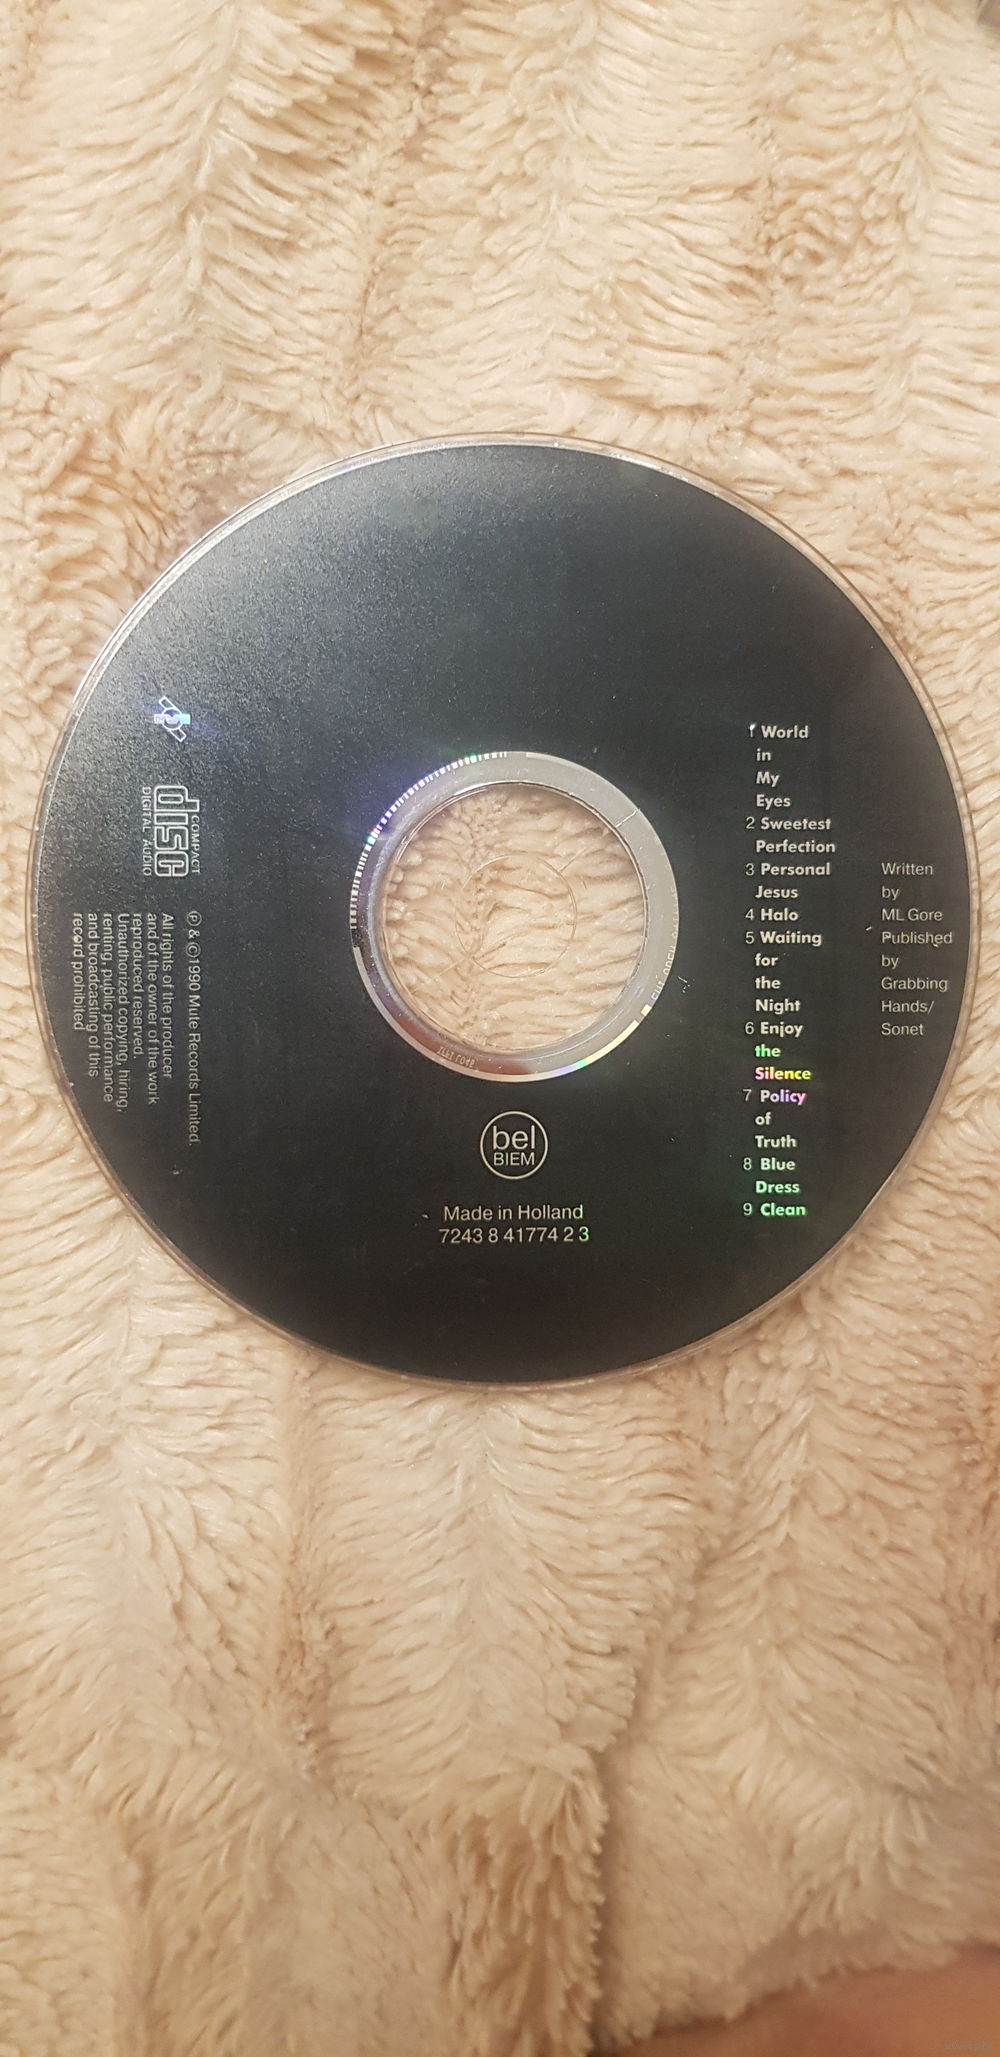 1 World
in
My
Eyes
2 Sweetest
Perfection
3 Personal
Jesus
4 Halo
5 Waiting
for
the
Night
6 Enjoy
the
Silence
7 Policy
of
Truth
8 Blue
Dress
9 Clean
Written
by
ML Gore
Published
by
Grabbing
Hands/
Sonet
bel
BIEM
Made in Holland
7243 8 41774 2 3
COMPACT
disc
DIGITAL AUDIO
℗ & ©1990 Mute Records Limited.
All rights of the producer
and of the owner of the work
reproduced reserved.
Unauthorized copying, hiring,
renting, public performance
and broadcasting of this
record prohibited